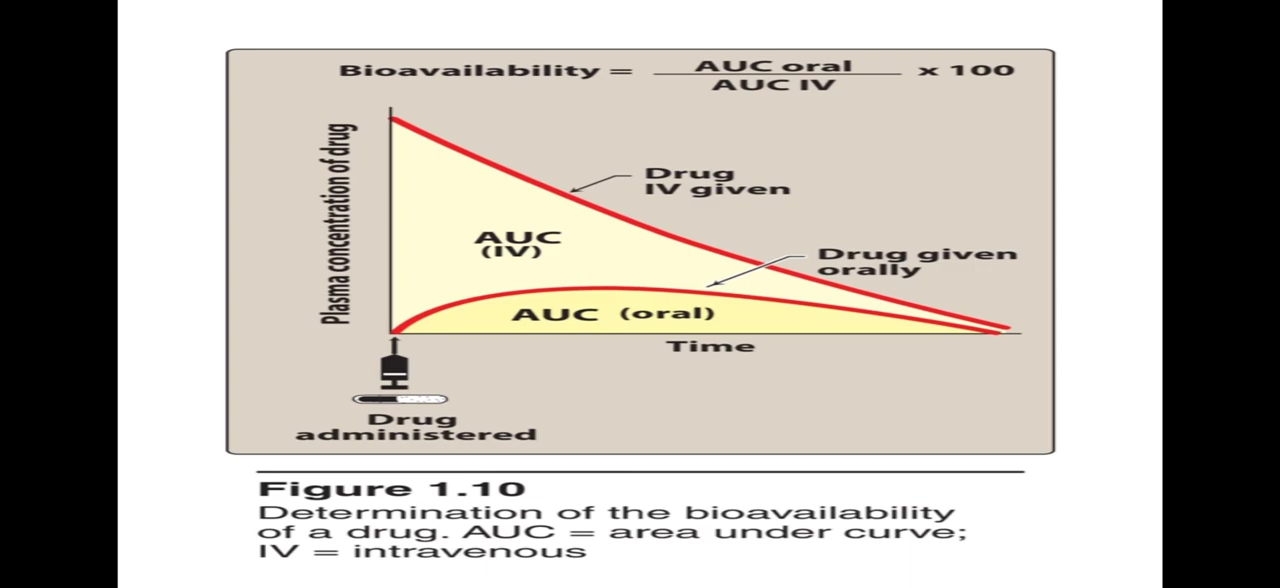 Bioavailability = AUC oral x 100
AUC IV
Plasma concentration of drug
Drug
IV given
AUC
(IV)
Drug given
orally
AUC (oral)
Time
Drug
administered
Figure 1.10
Determination of the bioavailability
of a drug. AUC = area under curve;
IV = intravenous